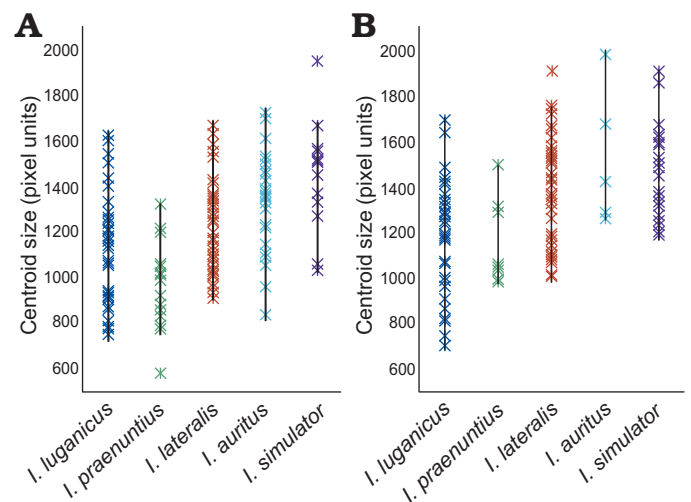 A
Centroid size (pixel units)
2000
1800
1600
1400
1200
1000
800
600
I. luganicus
I. praenuntius
I. lateralis
I. auritus
I. simulator
B
Centroid size (pixel units)
2000
1800
1600
1400
1200
1000
800
600
I. luganicus
I. praenuntius
I. lateralis
I. auritus
I. simulator